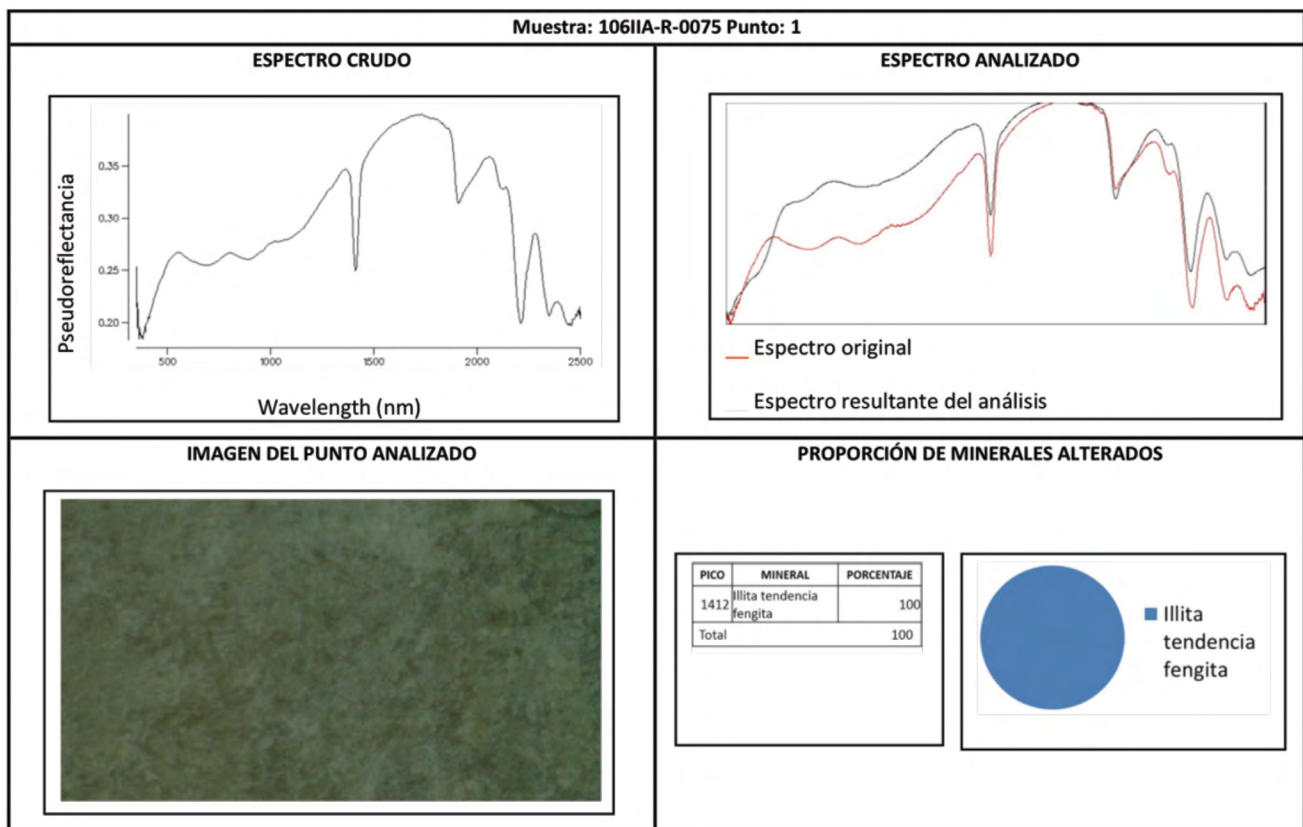 Muestra: 106IIA-R-0075 Punto: 1
ESPECTRO CRUDO
Pseudoreflectancia
0.35
0.30
0.25
0.20
500 1000 1500 2000 2500
Wavelength (nm)
ESPECTRO ANALIZADO
Espectro original
Espectro resultante del análisis
IMAGEN DEL PUNTO ANALIZADO
PROPORCIÓN DE MINERALES ALTERADOS
PICO MINERAL PORCENTAJE
1412 Illita tendencia fengita 100
Total 100
Illita
tendencia
fengita